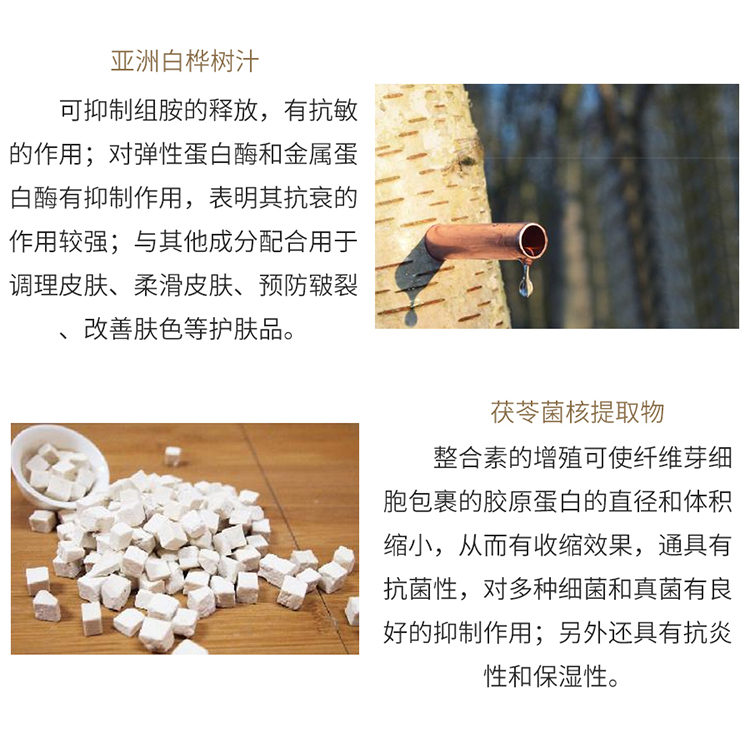 亚洲白桦树汁
可抑制组胺的释放，有抗敏
的作用；对弹性蛋白酶和金属蛋
白酶有抑制作用，表明其抗衰的
作用较强；与其他成分配合用于
调理皮肤、柔滑皮肤、预防皲裂
、改善肤色等护肤品。
茯苓菌核提取物
整合素的增殖可使纤维芽细
胞包裹的胶原蛋白的直径和体积
缩小，从而有收缩效果，通具有
抗菌性，对多种细菌和真菌有良
好的抑制作用；另外还具有抗炎
性和保湿性。